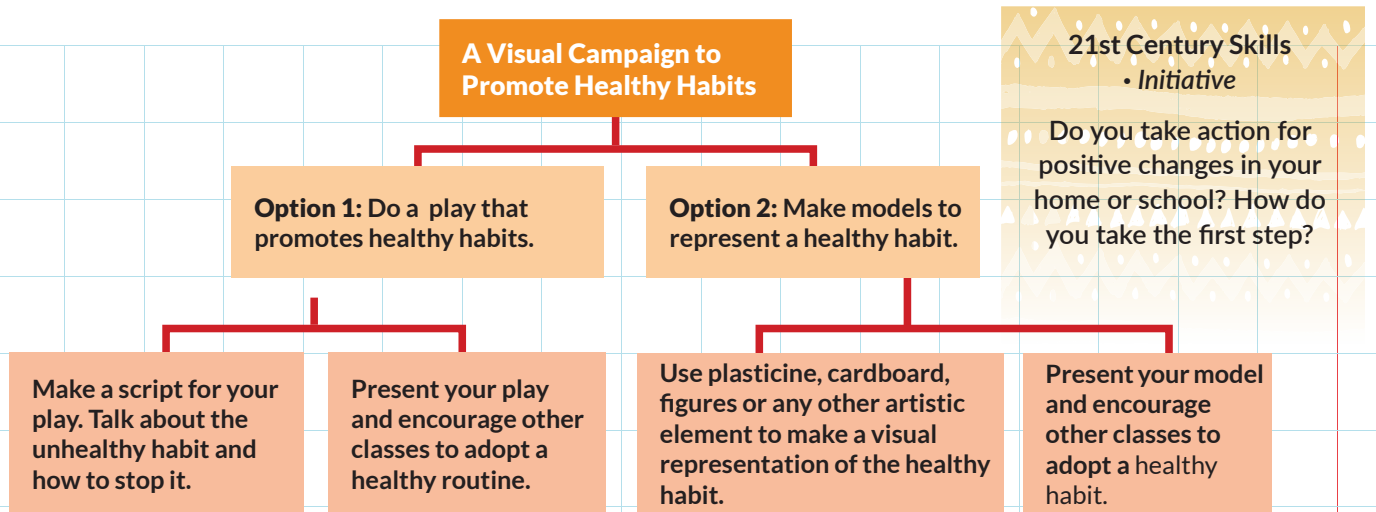 A Visual Campaign to
Promote Healthy Habits
21st Century Skills
• Initiative
Do you take action for
positive changes in your
home or school? How do
you take the first step?
Option 1: Do a play that
promotes healthy habits.
Option 2: Make models to
represent a healthy habit.
Make a script for your
play. Talk about the
unhealthy habit and
how to stop it.
Present your play
and encourage other
classes to adopt a
healthy routine.
Use plasticine, cardboard,
figures or any other artistic
element to make a visual
representation of the healthy
habit.
Present your model
and encourage
other classes to
adopt a healthy
habit.